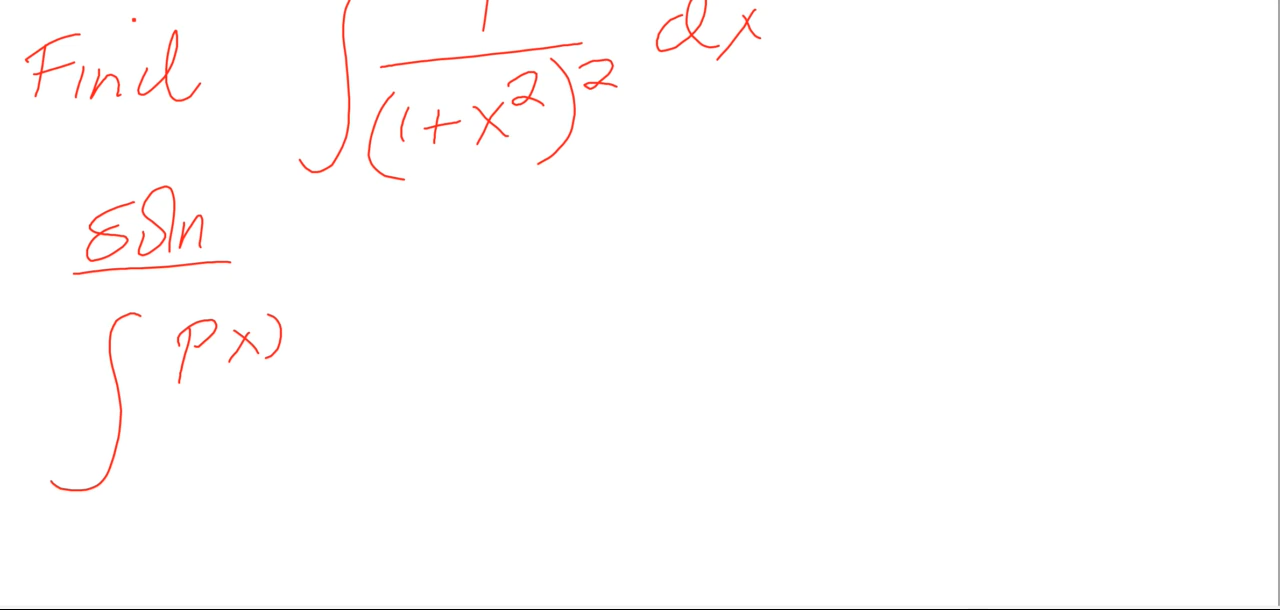 Find ∫ 1/(1+x²)² dx
soln
∫ Px)